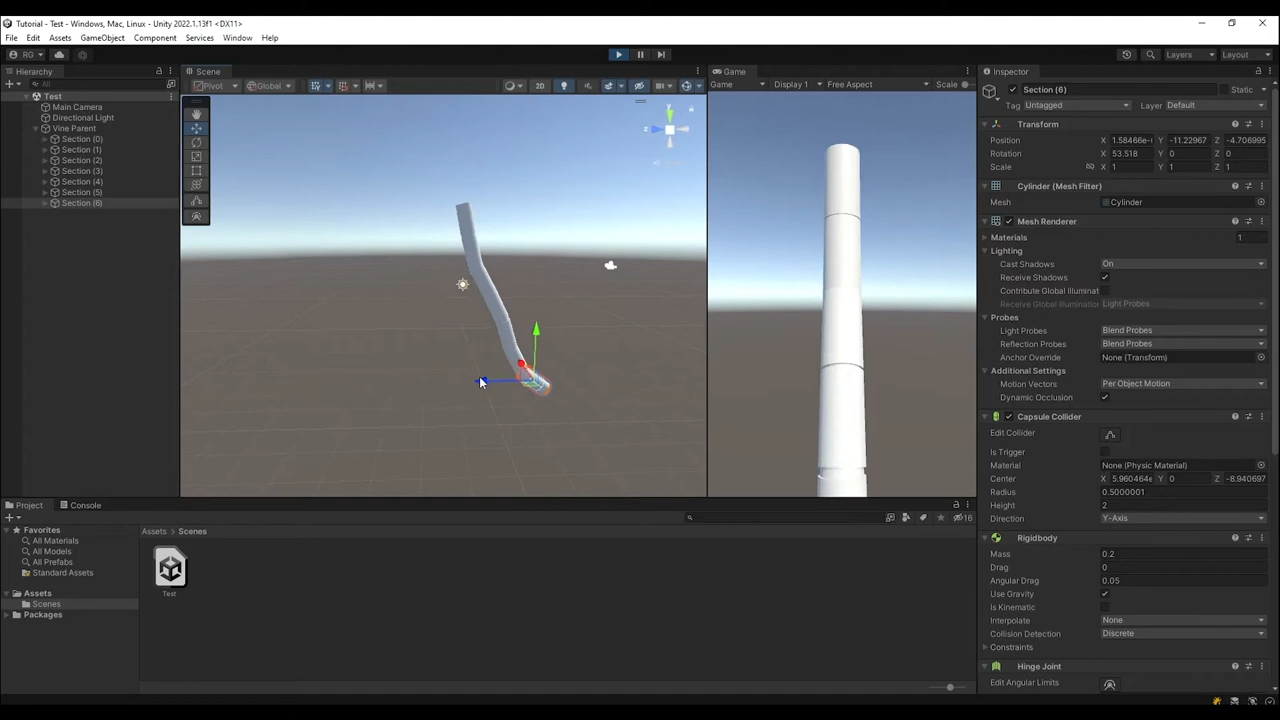 Tutorial - Test - Windows, Mac, Linux - Unity 2022.1.13f1 <DX11>
File Edit Assets GameObject Component Services Window Help
RG Layers Layout
Hierarchy
All
Test
Main Camera
Directional Light
Vine Parent
Section (0)
Section (1)
Section (2)
Section (3)
Section (4)
Section (5)
Section (6)
Scene
Pivot Global 2D
y
z
Game
Game Display 1 Free Aspect Scale
Inspector
Section (6) Static
Tag Untagged Layer Default
Transform
Position X 1.58466e- Y -11.22967 Z -4.706995
Rotation X 53.518 Y 0 Z 0
Scale X 1 Y 1 Z 1
Cylinder (Mesh Filter)
Mesh Cylinder
Mesh Renderer
Materials 1
Lighting
Cast Shadows On
Receive Shadows
Contribute Global Illuminat
Receive Global Illumination Light Probes
Probes
Light Probes Blend Probes
Reflection Probes Blend Probes
Anchor Override None (Transform)
Additional Settings
Motion Vectors Per Object Motion
Dynamic Occlusion
Capsule Collider
Edit Collider
Is Trigger
Material None (Physic Material)
Center X 5.960464e Y 0 Z -8.940697
Radius 0.5000001
Height 2
Direction Y-Axis
Rigidbody
Mass 0.2
Drag 0
Angular Drag 0.05
Use Gravity
Is Kinematic
Interpolate None
Collision Detection Discrete
Constraints
Hinge Joint
Edit Angular Limits
Project Console
16
Favorites
All Materials
All Models
All Prefabs
Standard Assets
Assets
Scenes
Packages
Assets Scenes
Test